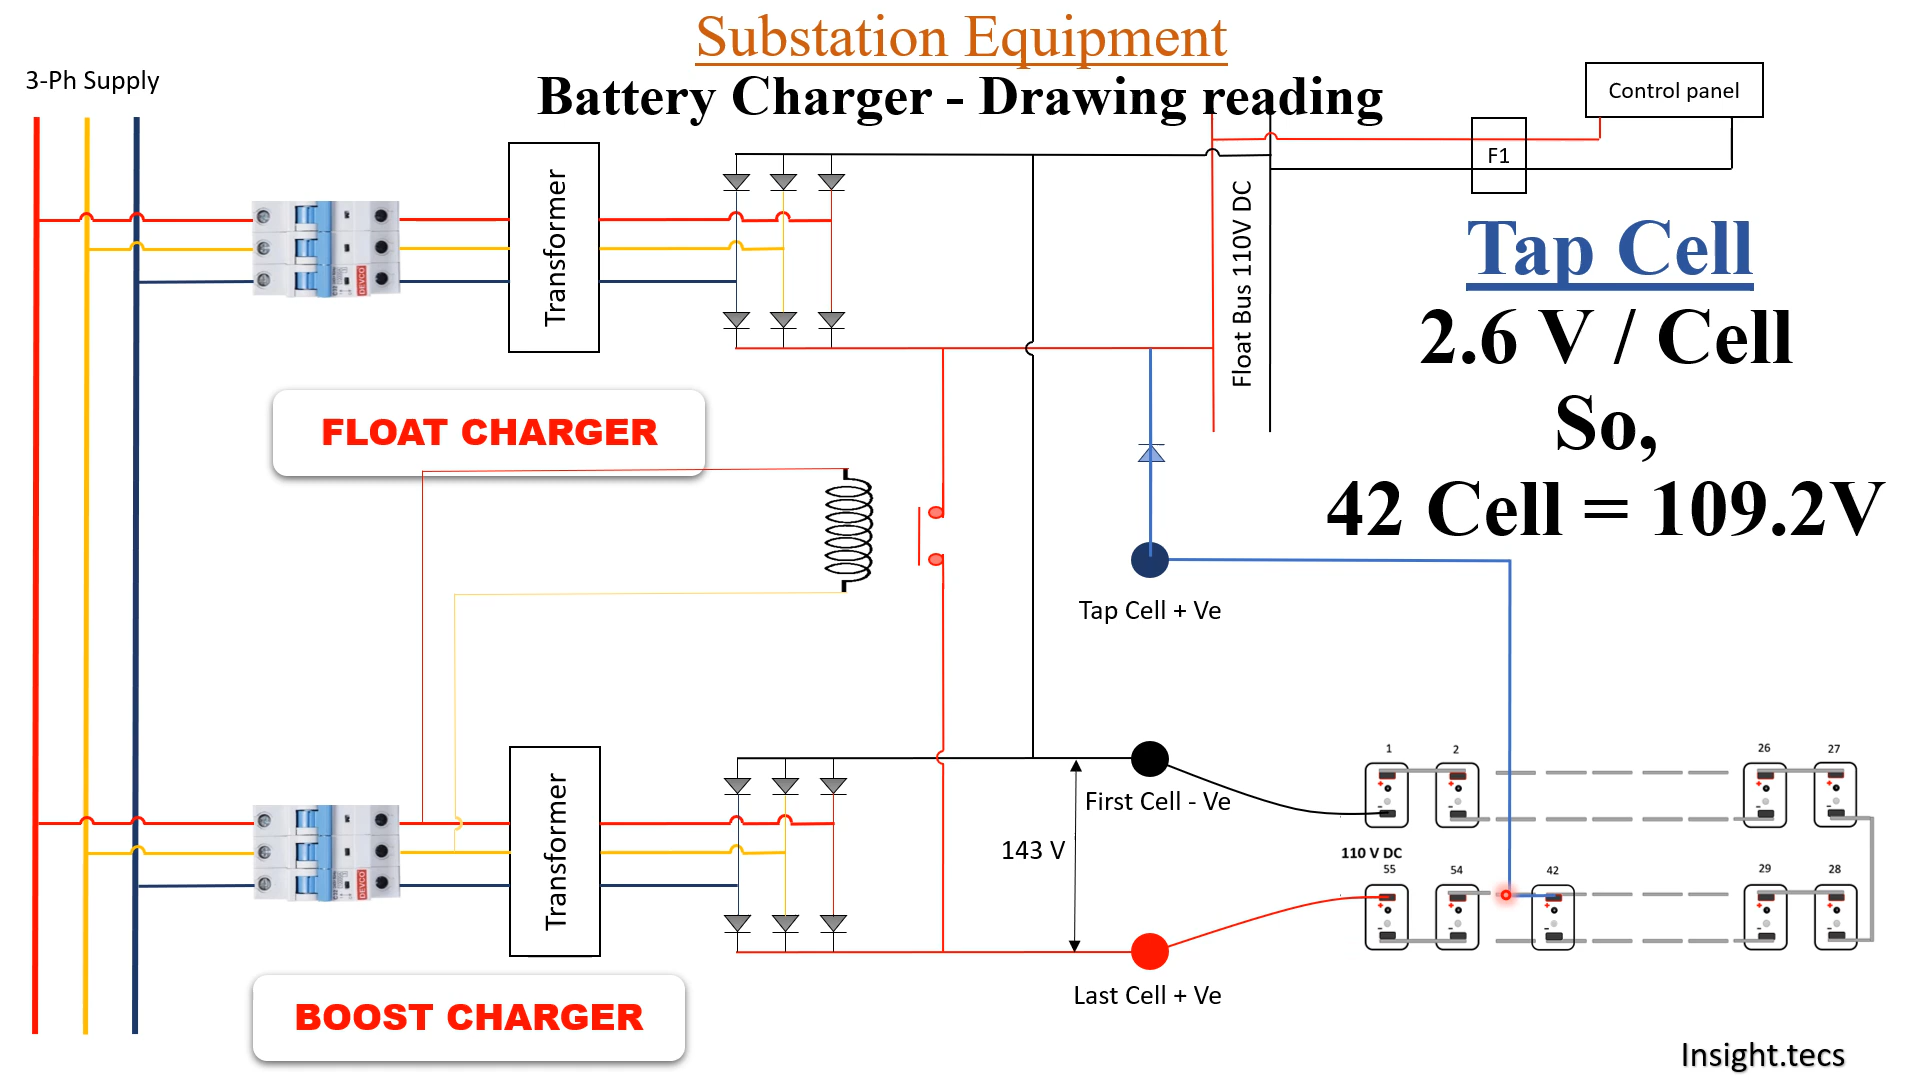 Substation Equipment
Battery Charger - Drawing reading
3-Ph Supply
Control panel
F1
Transformer
Float Bus 110V DC
Tap Cell
2.6 V / Cell
So,
42 Cell = 109.2V
DEVCO
FLOAT CHARGER
Tap Cell + Ve
1
2
26
27
First Cell - Ve
143 V
110 V DC
55
54
42
29
28
Transformer
DEVCO
Last Cell + Ve
BOOST CHARGER
Insight.tecs